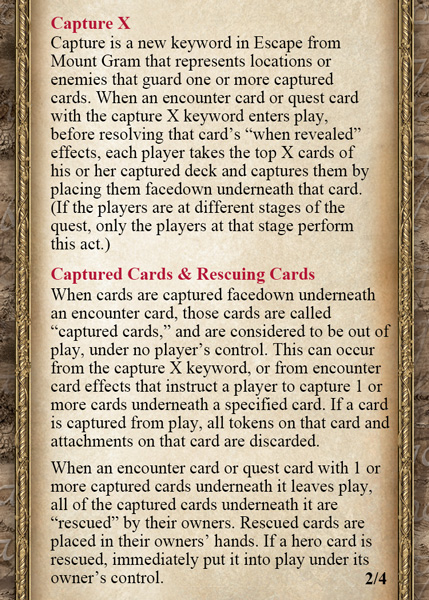 Capture X
Capture is a new keyword in Escape from
Mount Gram that represents locations or
enemies that guard one or more captured
cards. When an encounter card or quest card
with the capture X keyword enters play,
before resolving that card’s “when revealed”
effects, each player takes the top X cards of
his or her captured deck and captures them by
placing them facedown underneath that card.
(If the players are at different stages of the
quest, only the players at that stage perform
this act.)
Captured Cards & Rescuing Cards
When cards are captured facedown underneath
an encounter card, those cards are called
“captured cards,” and are considered to be out of
play, under no player’s control. This can occur
from the capture X keyword, or from encounter
card effects that instruct a player to capture 1 or
more cards underneath a specified card. If a card
is captured from play, all tokens on that card and
attachments on that card are discarded.
When an encounter card or quest card with 1 or
more captured cards underneath it leaves play,
all of the captured cards underneath it are
“rescued” by their owners. Rescued cards are
placed in their owners’ hands. If a hero card is
rescued, immediately put it into play under its
owner’s control.
2/4